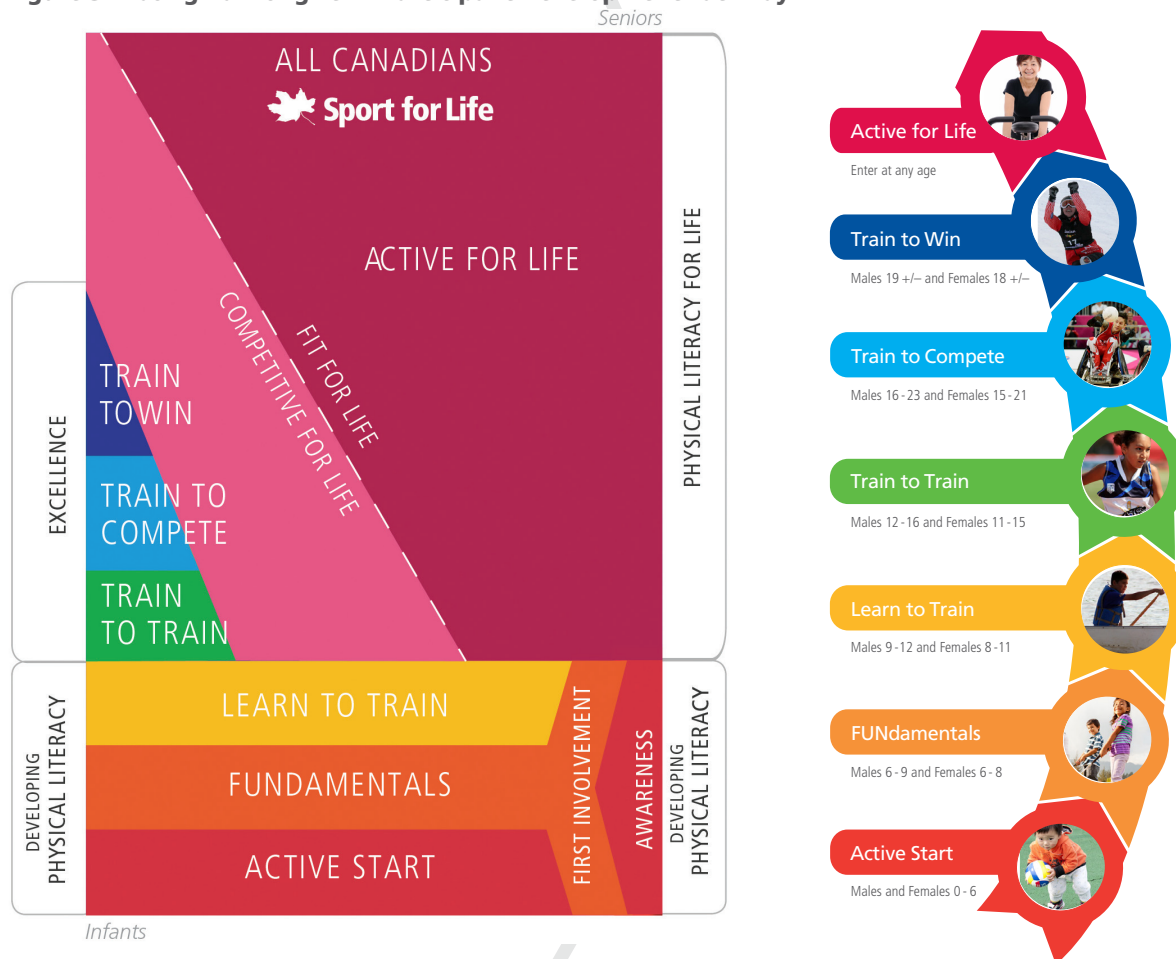 Seniors
ALL CANADIANS
Sport for Life
ACTIVE FOR LIFE
FIT FOR LIFE
COMPETITIVE FOR LIFE
PHYSICAL LITERACY FOR LIFE
EXCELLENCE
TRAIN
TO WIN
TRAIN TO
COMPETE
TRAIN
TO TRAIN
DEVELOPING
PHYSICAL LITERACY
LEARN TO TRAIN
FUNDAMENTALS
ACTIVE START
FIRST INVOLVEMENT
AWARENESS
DEVELOPING
PHYSICAL LITERACY
Infants
Active for Life
Enter at any age
Train to Win
Males 19 +/– and Females 18 +/–
Train to Compete
Males 16 - 23 and Females 15 - 21
Train to Train
Males 12 - 16 and Females 11 - 15
Learn to Train
Males 9 - 12 and Females 8 - 11
FUNdamentals
Males 6 - 9 and Females 6 - 8
Active Start
Males and Females 0 - 6